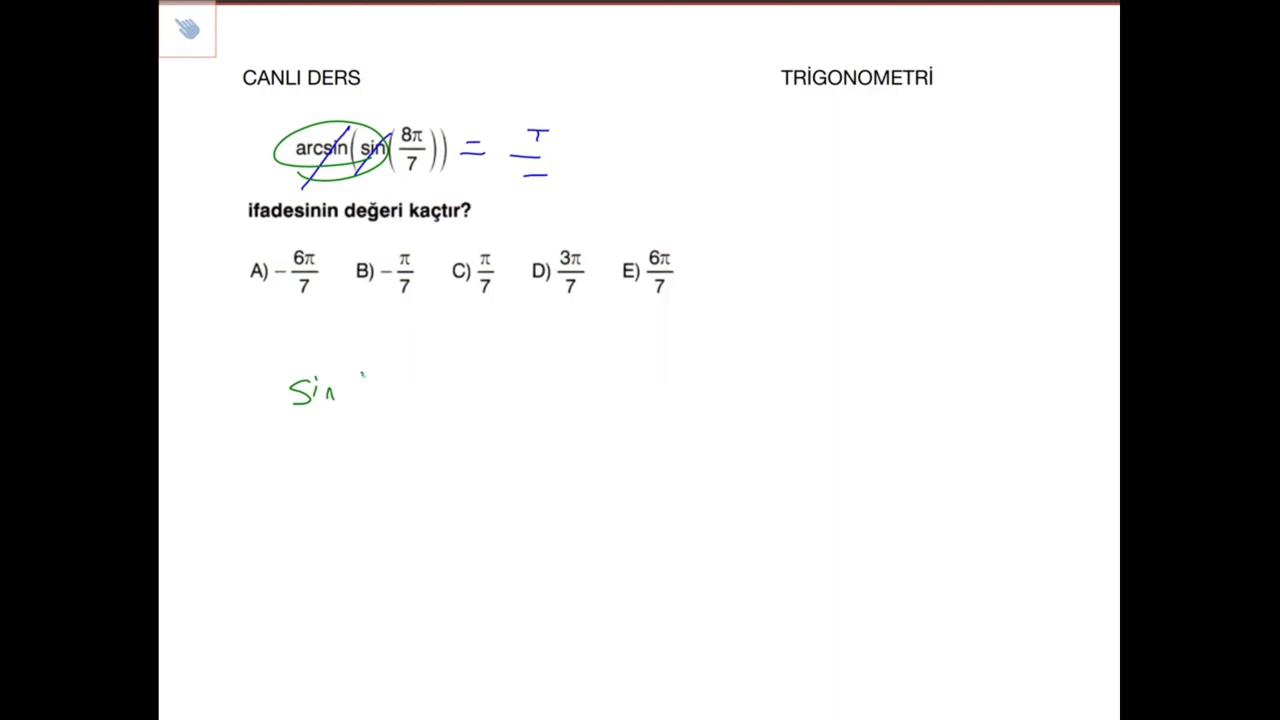 CANLI DERS TRİGONOMETRİ
arcsin(sin(8π/7)) =
ifadesinin değeri kaçtır?
A) -6π/7 B) -π/7 C) π/7 D) 3π/7 E) 6π/7
sin